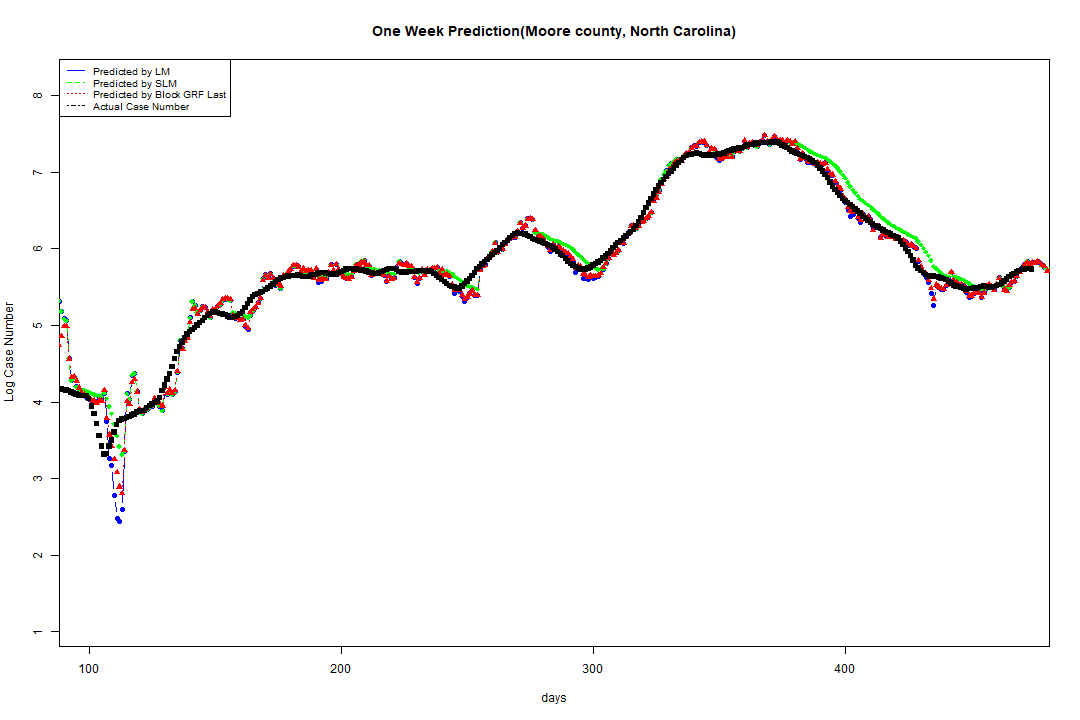 One Week Prediction(Moore county, North Carolina)
Predicted by LM
Predicted by SLM
Predicted by Block GRF Last
Actual Case Number
8
7
6
5
4
3
2
1
Log Case Number
100 200 300 400
days